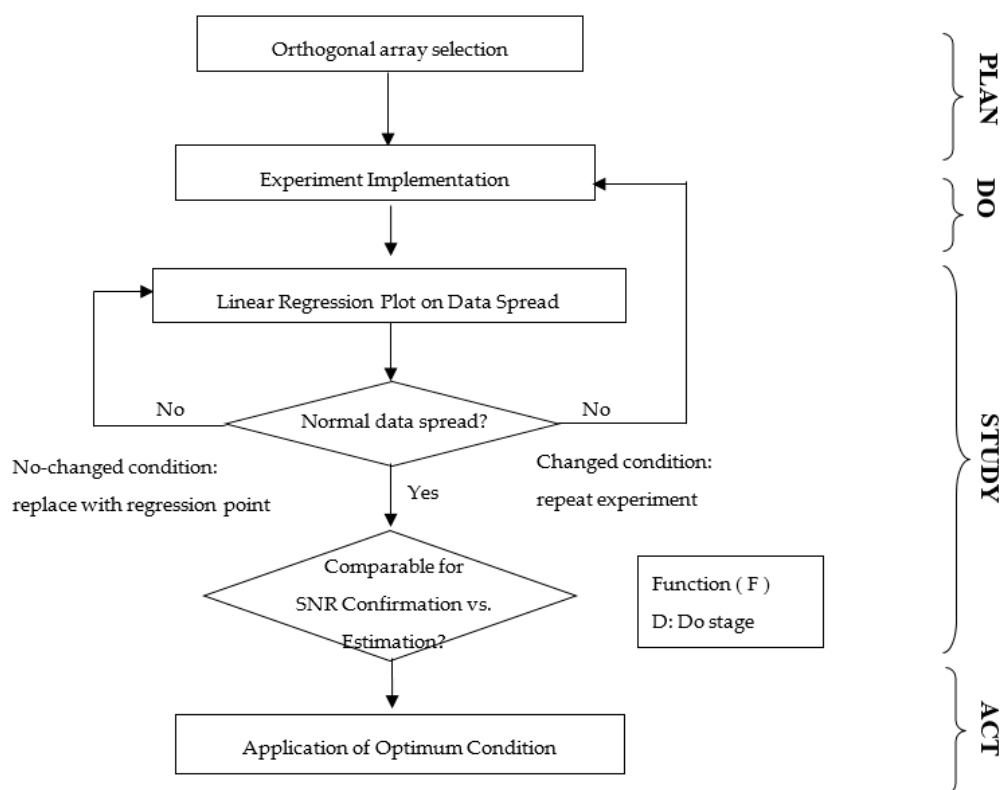 Orthogonal array selection
PLAN
Experiment Implementation
DO
Linear Regression Plot on Data Spread
Normal data spread?
No
No
No-changed condition:
replace with regression point
Changed condition:
repeat experiment
Yes
STUDY
Comparable for
SNR Confirmation vs.
Estimation?
Function ( F )
D: Do stage
Application of Optimum Condition
ACT